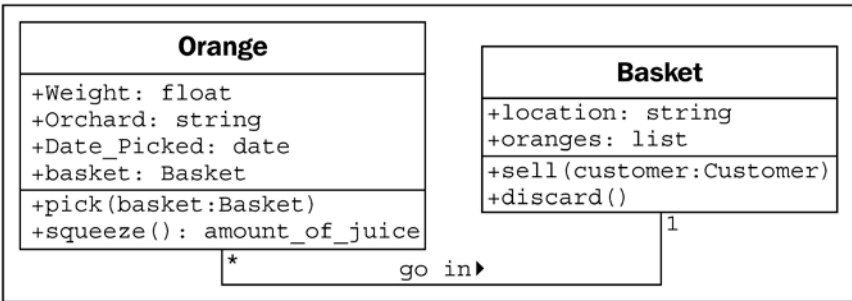 Orange
+Weight: float
+Orchard: string
+Date_Picked: date
+basket: Basket
+pick(basket:Basket)
+squeeze(): amount_of_juice
Basket
+location: string
+oranges: list
+sell(customer:Customer)
+discard()
*
go in
1